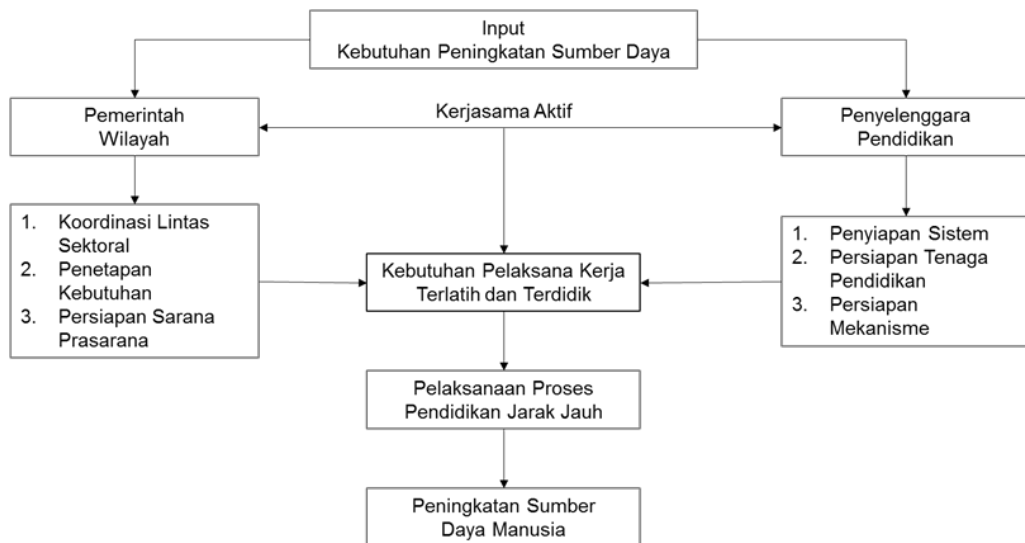 Input
Kebutuhan Peningkatan Sumber Daya
Pemerintah
Wilayah
Kerjasama Aktif
Penyelenggara
Pendidikan
1. Koordinasi Lintas
Sektoral
2. Penetapan
Kebutuhan
3. Persiapan Sarana
Prasarana
Kebutuhan Pelaksana Kerja
Terlatih dan Terdidik
1. Penyiapan Sistem
2. Persiapan Tenaga
Pendidikan
3. Persiapan
Mekanisme
Pelaksanaan Proses
Pendidikan Jarak Jauh
Peningkatan Sumber
Daya Manusia